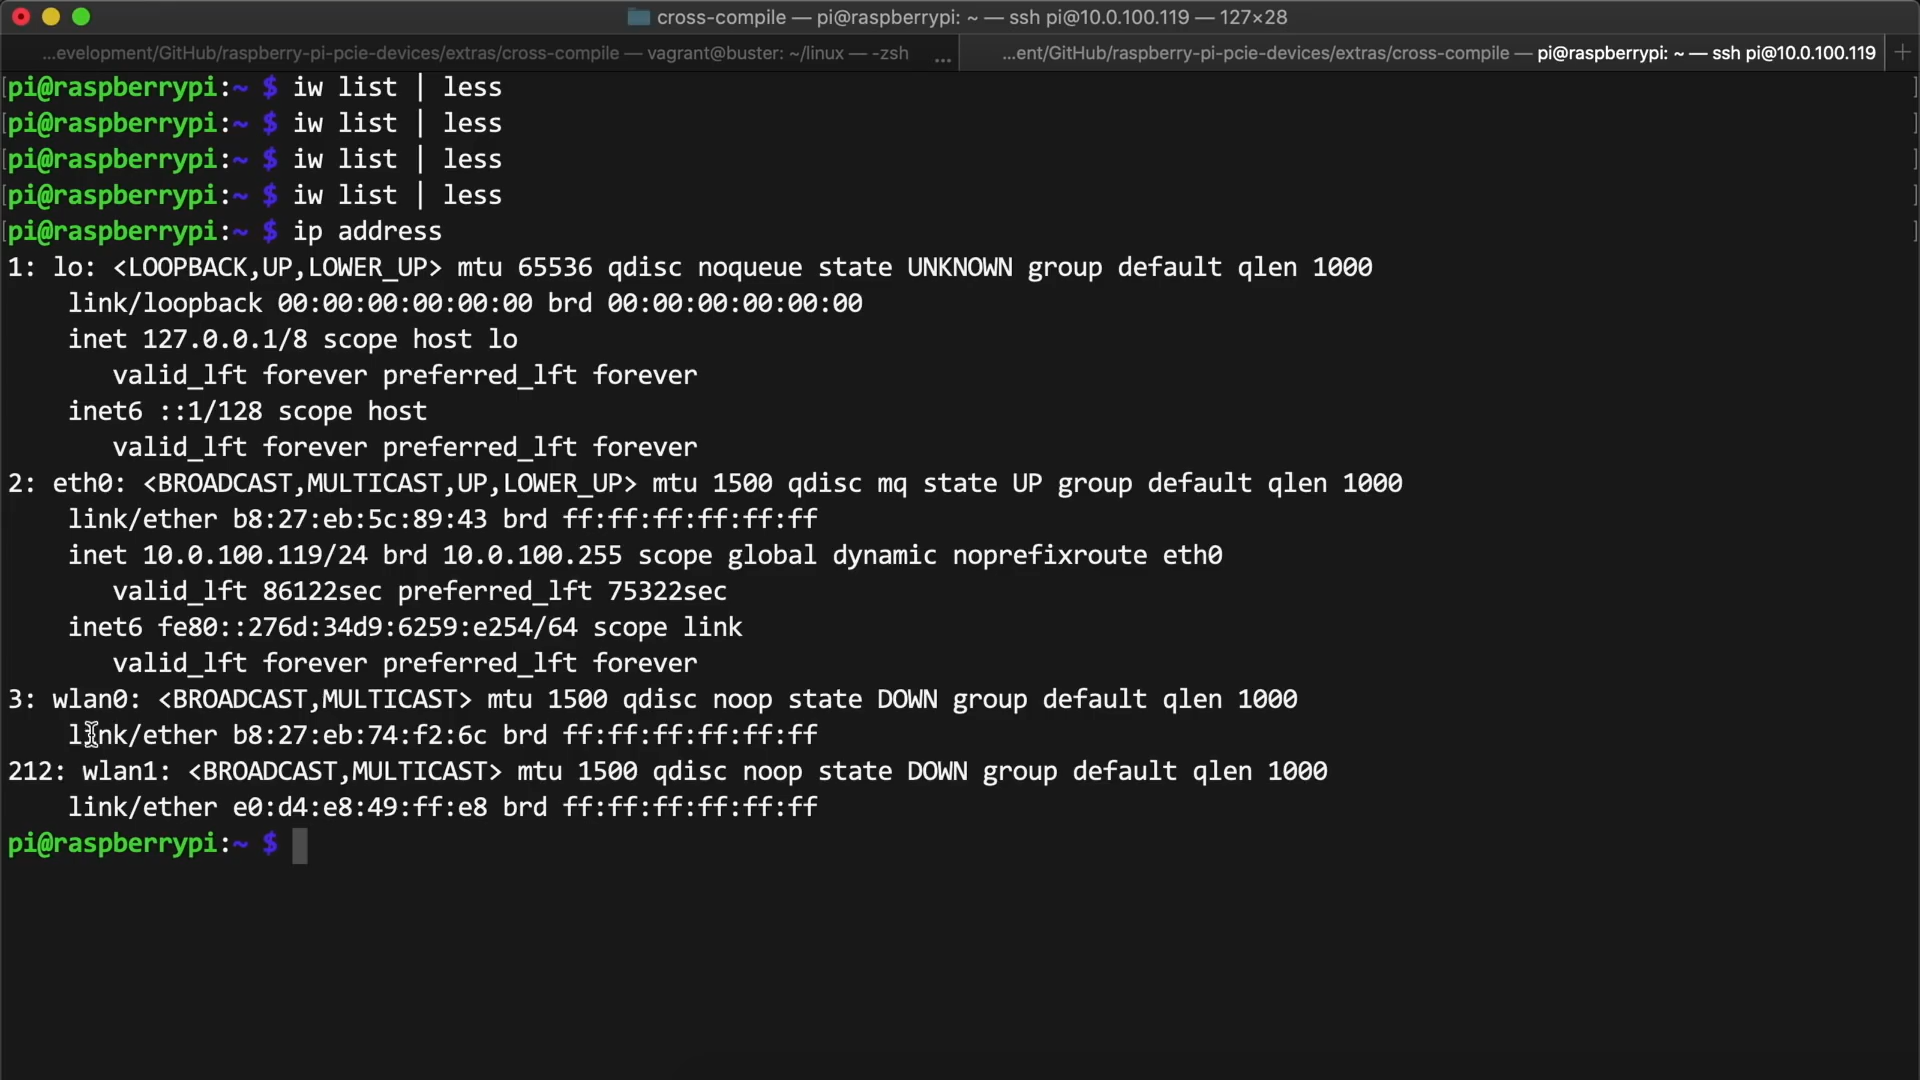 cross-compile — pi@raspberrypi: ~ — ssh pi@10.0.100.119 — 127×28
...evelopment/GitHub/raspberry-pi-pcie-devices/extras/cross-compile — vagrant@buster: ~/linux — -zsh ...
...ent/GitHub/raspberry-pi-pcie-devices/extras/cross-compile — pi@raspberrypi: ~ — ssh pi@10.0.100.119 +
[pi@raspberrypi:~ $ iw list | less ]
[pi@raspberrypi:~ $ iw list | less ]
[pi@raspberrypi:~ $ iw list | less ]
[pi@raspberrypi:~ $ iw list | less ]
[pi@raspberrypi:~ $ ip address ]
1: lo: <LOOPBACK,UP,LOWER_UP> mtu 65536 qdisc noqueue state UNKNOWN group default qlen 1000
    link/loopback 00:00:00:00:00:00 brd 00:00:00:00:00:00
    inet 127.0.0.1/8 scope host lo
       valid_lft forever preferred_lft forever
    inet6 ::1/128 scope host
       valid_lft forever preferred_lft forever
2: eth0: <BROADCAST,MULTICAST,UP,LOWER_UP> mtu 1500 qdisc mq state UP group default qlen 1000
    link/ether b8:27:eb:5c:89:43 brd ff:ff:ff:ff:ff:ff
    inet 10.0.100.119/24 brd 10.0.100.255 scope global dynamic noprefixroute eth0
       valid_lft 86122sec preferred_lft 75322sec
    inet6 fe80::276d:34d9:6259:e254/64 scope link
       valid_lft forever preferred_lft forever
3: wlan0: <BROADCAST,MULTICAST> mtu 1500 qdisc noop state DOWN group default qlen 1000
    link/ether b8:27:eb:74:f2:6c brd ff:ff:ff:ff:ff:ff
212: wlan1: <BROADCAST,MULTICAST> mtu 1500 qdisc noop state DOWN group default qlen 1000
    link/ether e0:d4:e8:49:ff:e8 brd ff:ff:ff:ff:ff:ff
pi@raspberrypi:~ $